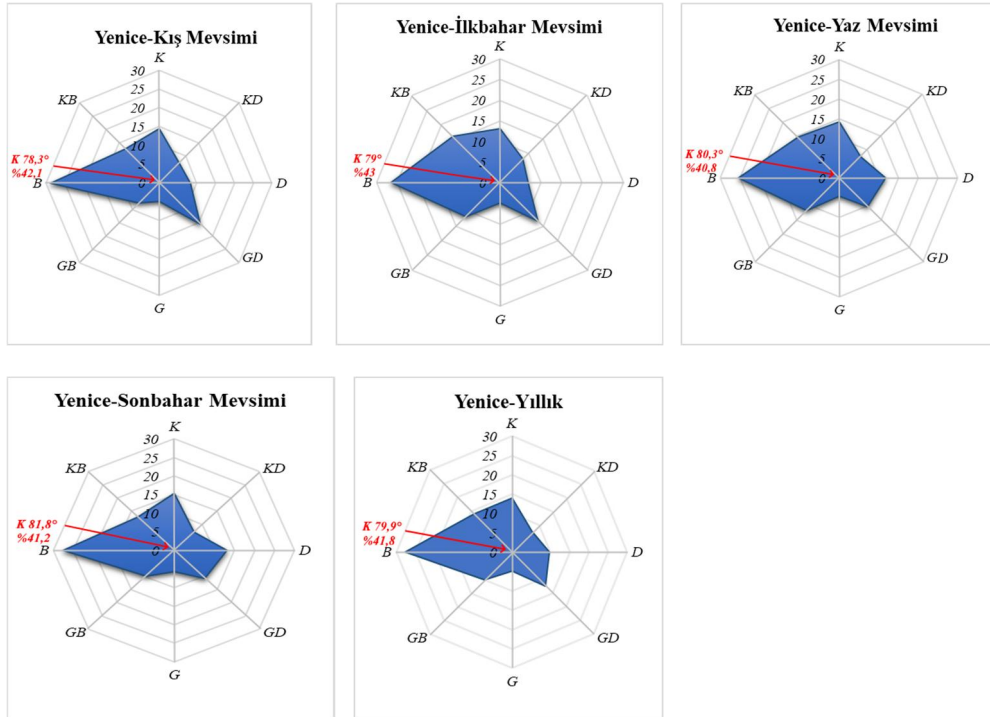 Yenice-Kış Mevsimi
K
30
25
20
15
10
5
0
KB
KD
K 78,3°
%42,1
B
D
GB
GD
G
Yenice-İlkbahar Mevsimi
K
30
25
20
15
10
5
0
KB
KD
K 79°
%43
B
D
GB
GD
G
Yenice-Yaz Mevsimi
K
30
25
20
15
10
5
0
KB
KD
K 80,3°
%40,8
B
D
GB
GD
G
Yenice-Sonbahar Mevsimi
K
30
25
20
15
10
5
0
KB
KD
K 81,8°
%41,2
B
D
GB
GD
G
Yenice-Yıllık
K
30
25
20
15
10
5
0
KB
KD
K 79,9°
%41,8
B
D
GB
GD
G